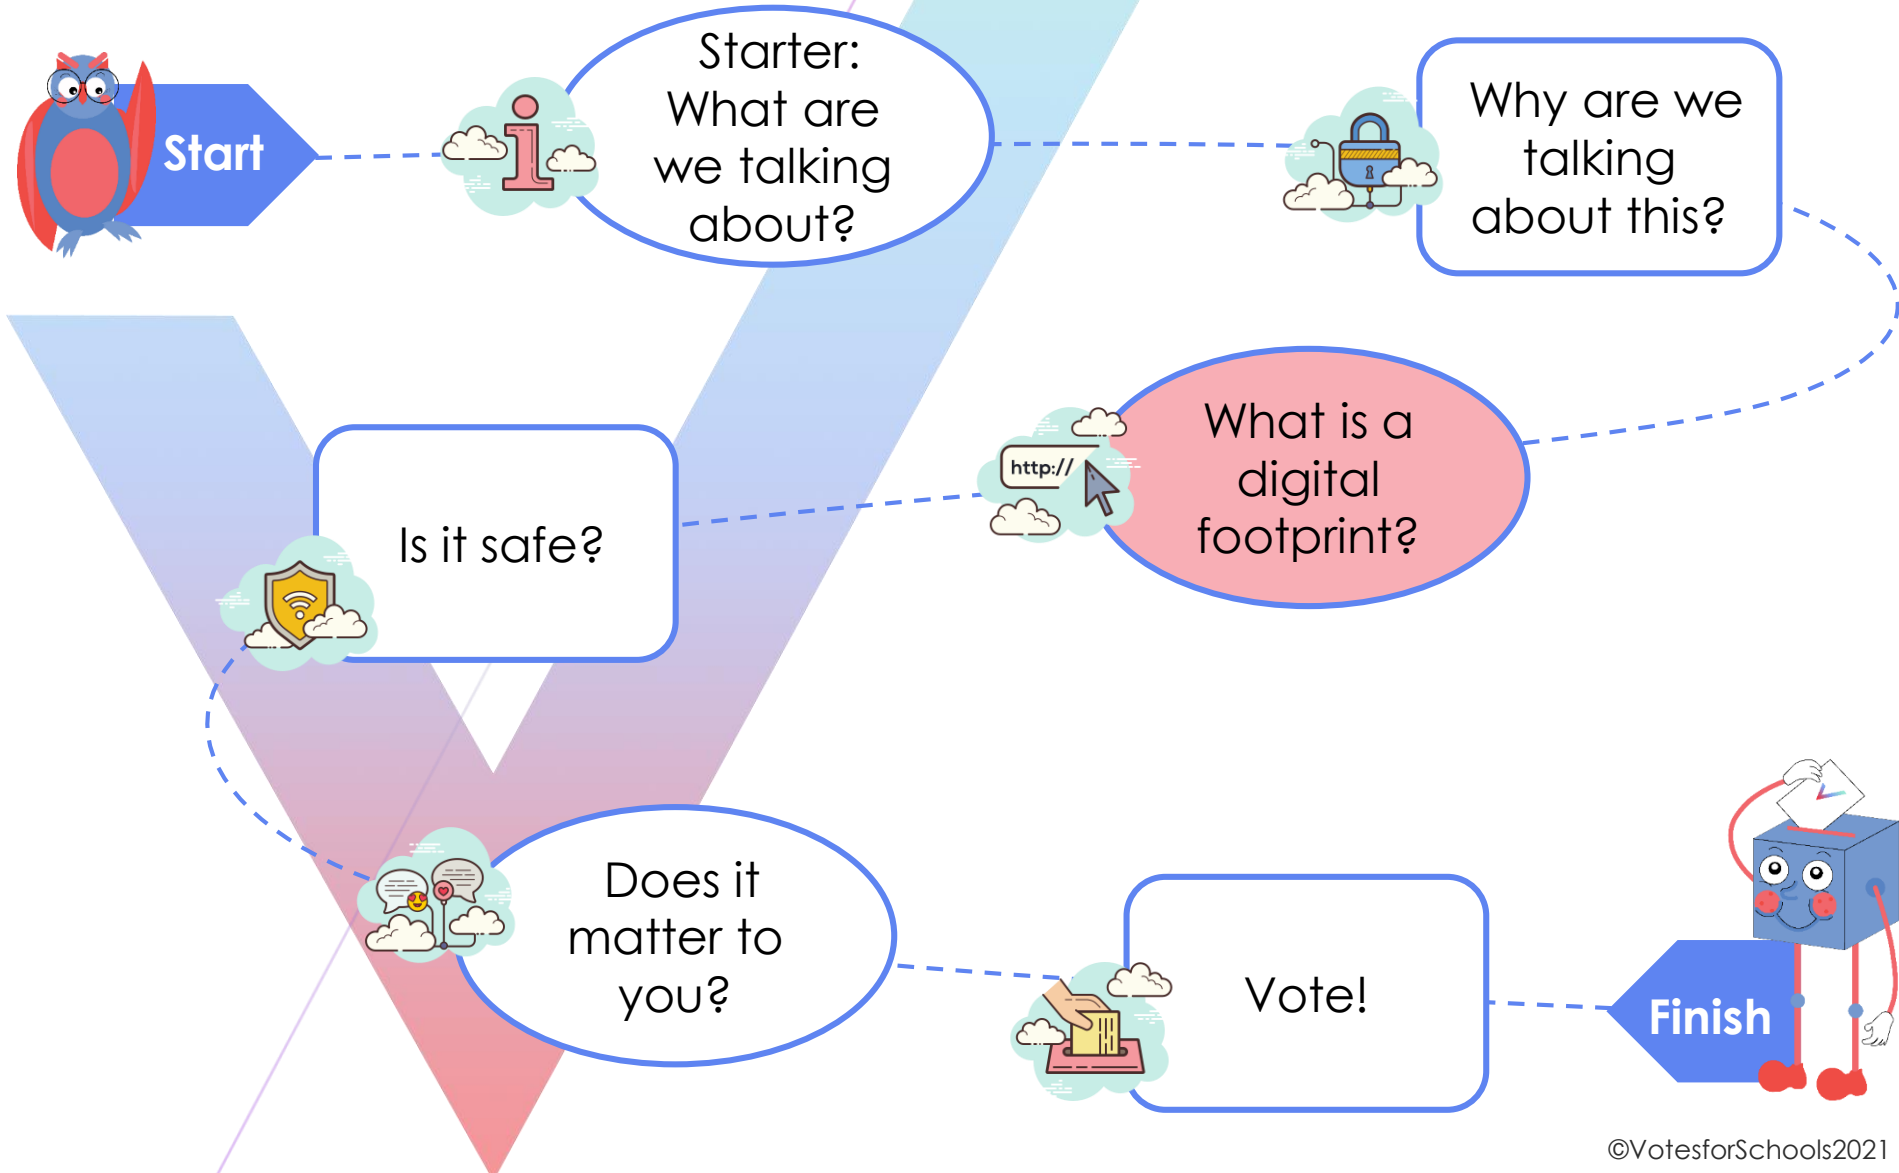 Start
Starter:
What are
we talking
about?
Why are we
talking
about this?
What is a
digital
footprint?
http://
Is it safe?
Does it
matter to
you?
Vote!
Finish
©VotesforSchools2021